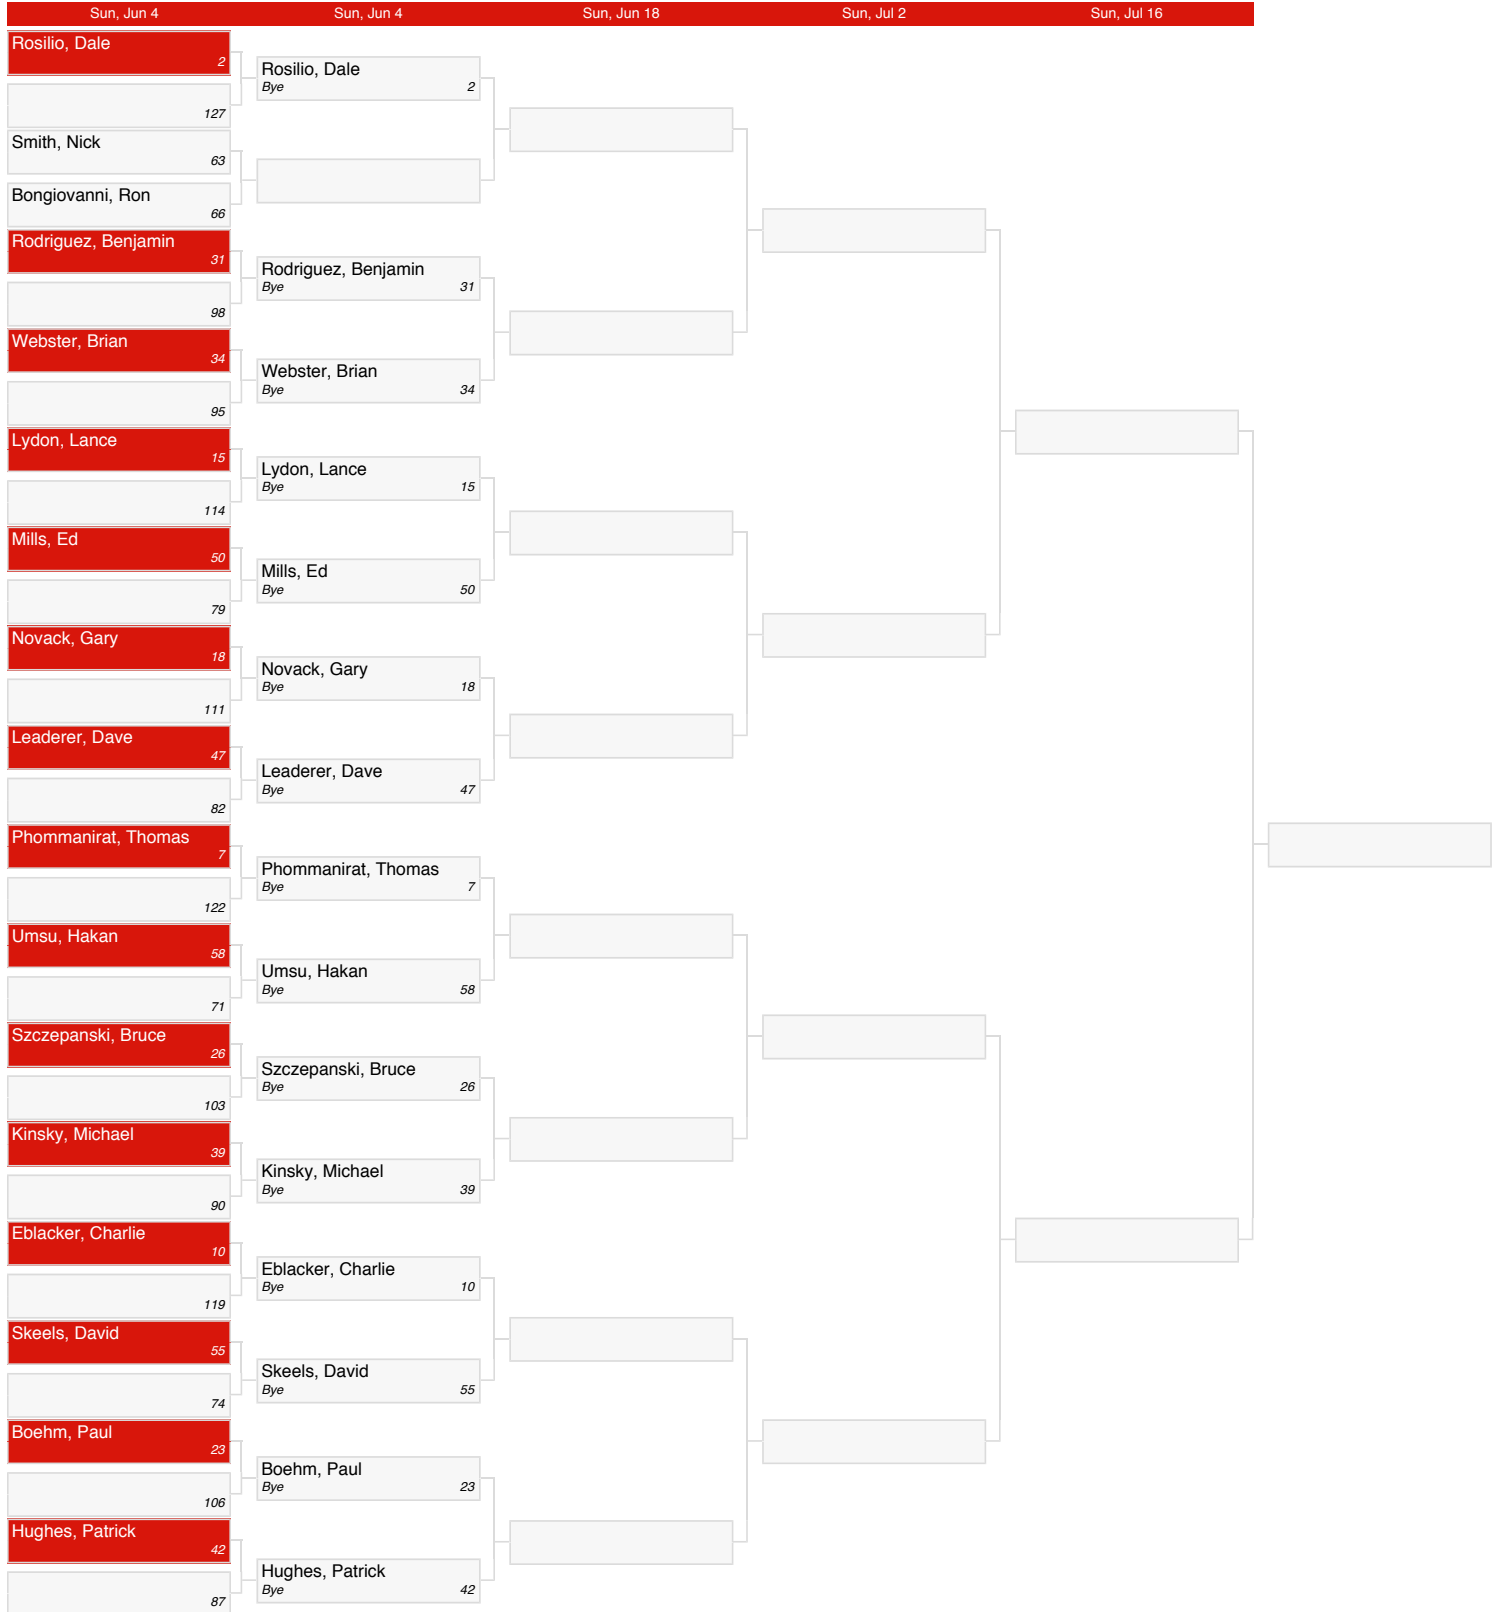 Sun, Jun 4
Sun, Jun 4
Sun, Jun 18
Sun, Jul 2
Sun, Jul 16
Rosilio, Dale
2
127
Smith, Nick
63
Bongiovanni, Ron
66
Rodriguez, Benjamin
31
98
Webster, Brian
34
95
Lydon, Lance
15
114
Mills, Ed
50
79
Novack, Gary
18
111
Leaderer, Dave
47
82
Phommanirat, Thomas
7
122
Umsu, Hakan
58
71
Szczepanski, Bruce
26
103
Kinsky, Michael
39
90
Eblacker, Charlie
10
119
Skeels, David
55
74
Boehm, Paul
23
106
Hughes, Patrick
42
87
Rosilio, Dale
Bye 2
Rodriguez, Benjamin
Bye 31
Webster, Brian
Bye 34
Lydon, Lance
Bye 15
Mills, Ed
Bye 50
Novack, Gary
Bye 18
Leaderer, Dave
Bye 47
Phommanirat, Thomas
Bye 7
Umsu, Hakan
Bye 58
Szczepanski, Bruce
Bye 26
Kinsky, Michael
Bye 39
Eblacker, Charlie
Bye 10
Skeels, David
Bye 55
Boehm, Paul
Bye 23
Hughes, Patrick
Bye 42